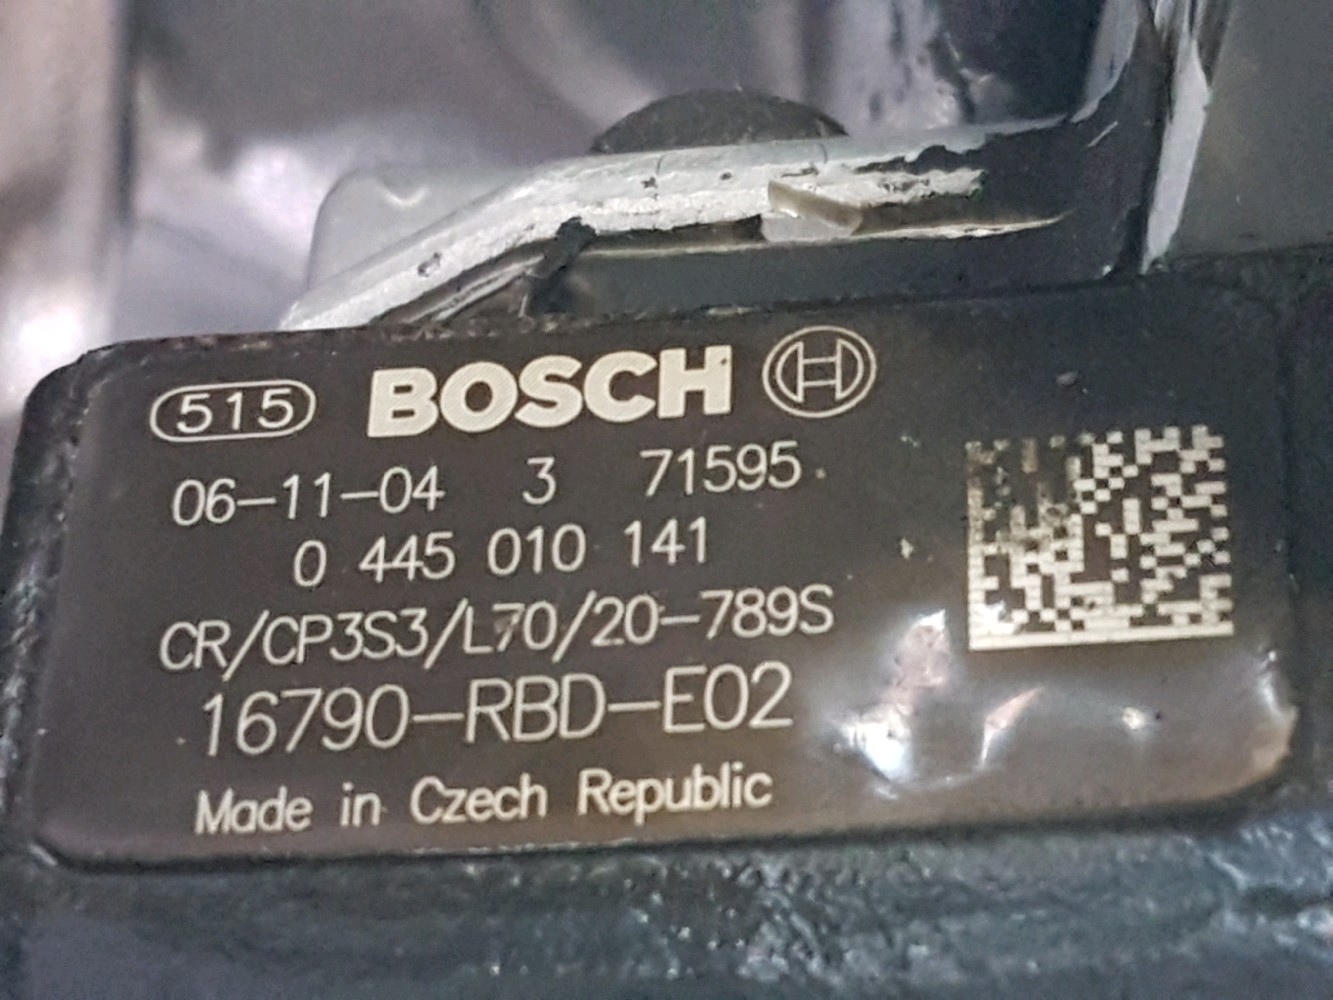 515 BOSCH
06-11-04 3 71595
0 445 010 141
CR/CP3S3/L70/20-789S
16790-RBD-E02
Made in Czech Republic